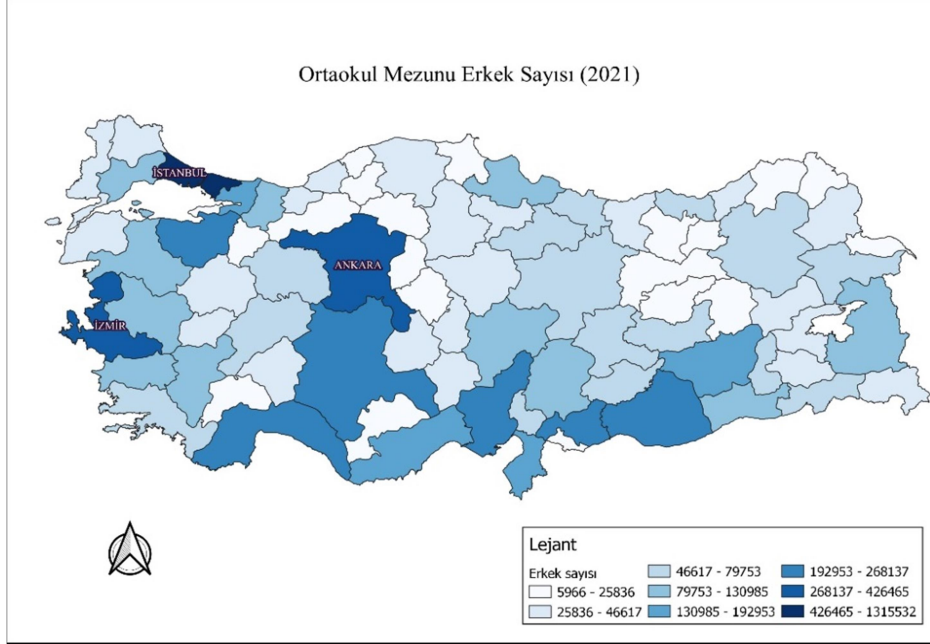 Ortaokul Mezunu Erkek Sayısı (2021)
İSTANBUL
ANKARA
İZMİR
Lejant
Erkek sayısı
5966 - 25836
25836 - 46617
46617 - 79753
79753 - 130985
130985 - 192953
192953 - 268137
268137 - 426465
426465 - 1315532